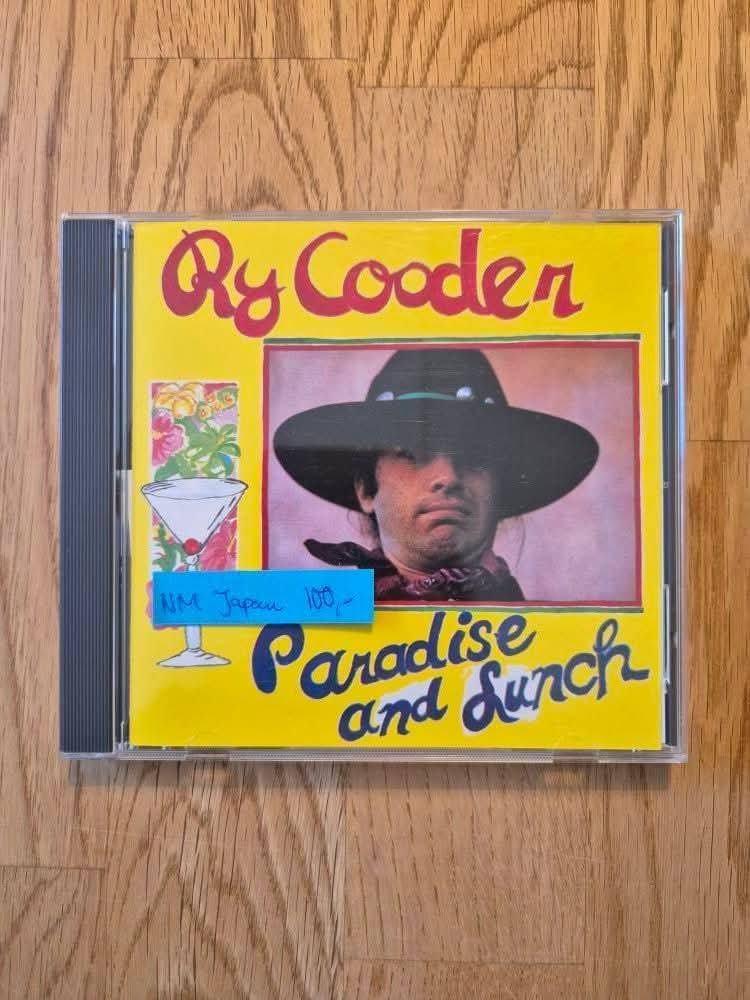 Ry Cooder
NM Japan 100,-
Paradise
and Lunch